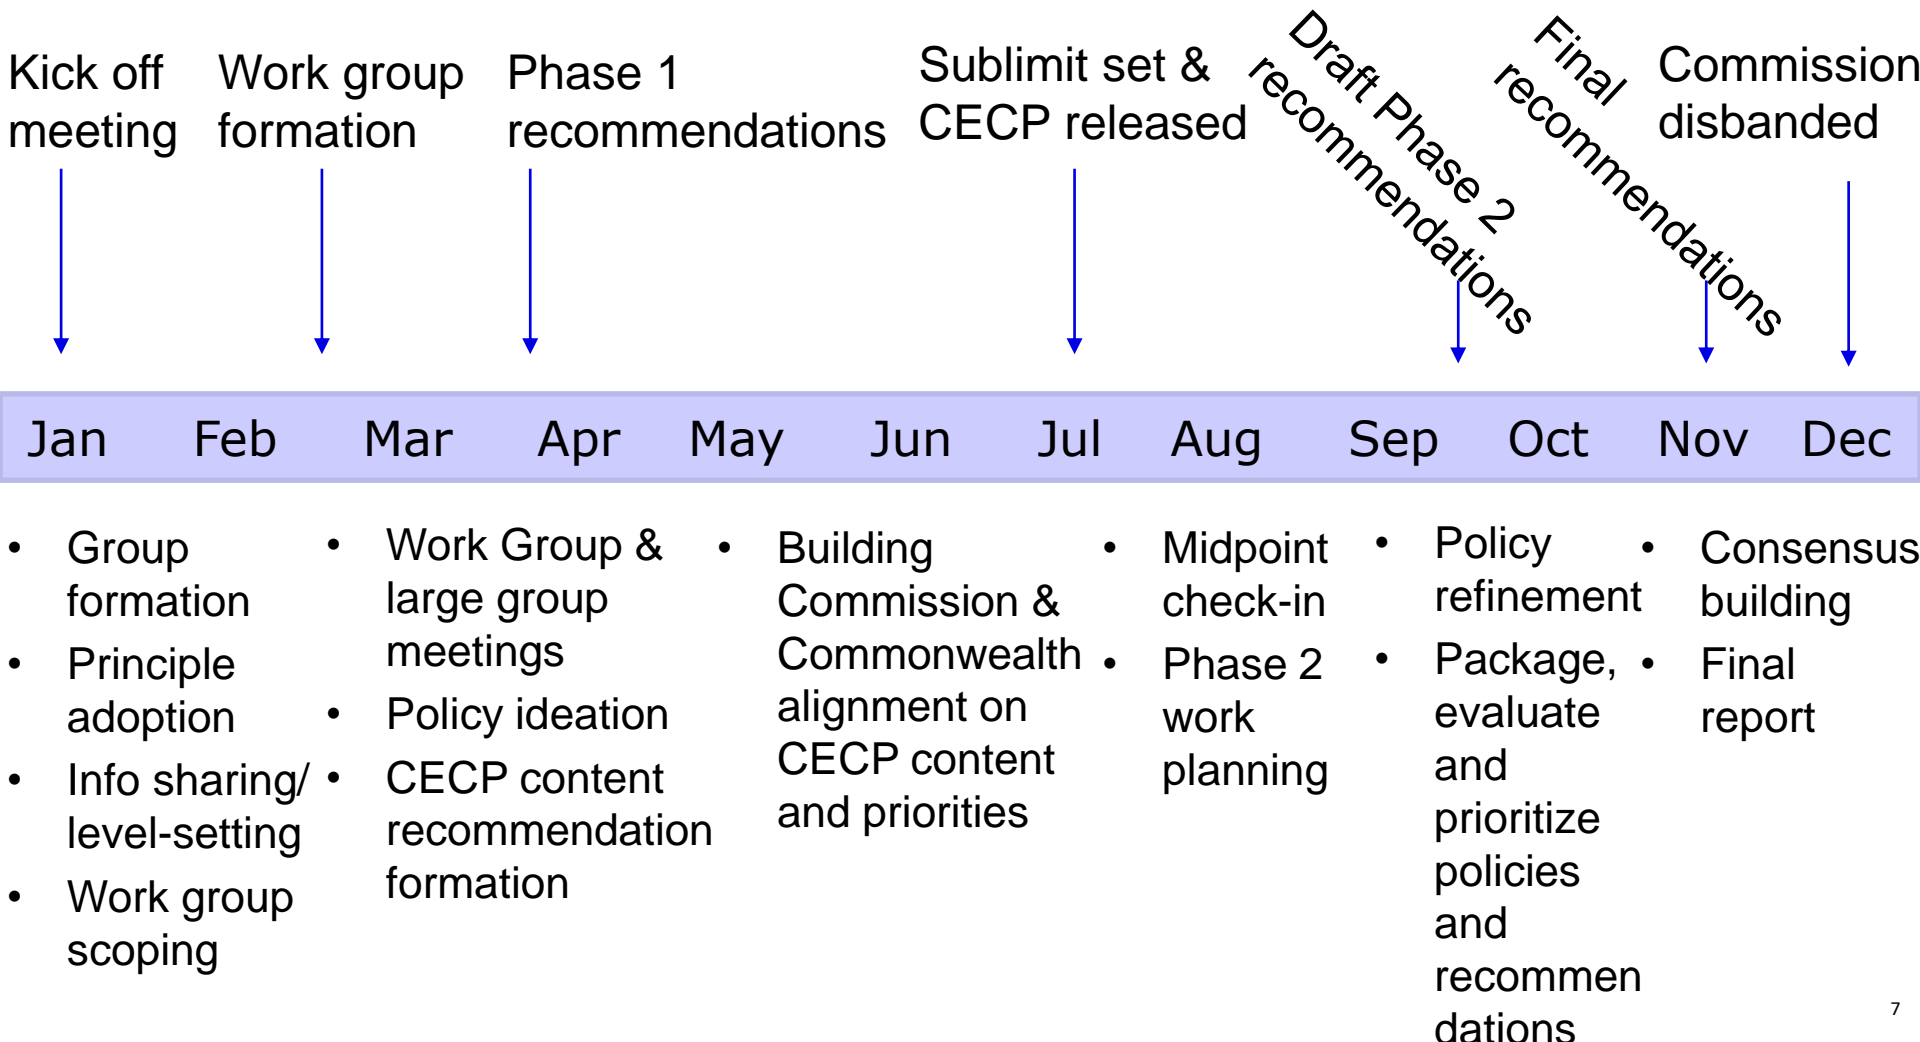 Kick off
meeting
Work group
formation
Phase 1
recommendations
Sublimit set &
CECP released
Draft Phase 2
recommendations
Final
recommendations
Commission
disbanded
Jan Feb Mar Apr May Jun Jul Aug Sep Oct Nov Dec
• Group
formation
• Principle
adoption
• Info sharing/
level-setting
• Work group
scoping
• Work Group &
large group
meetings
• Policy ideation
• CECP content
recommendation
formation
• Building
Commission &
Commonwealth
alignment on
CECP content
and priorities
• Midpoint
check-in
• Phase 2
work
planning
• Policy
refinement
• Package,
evaluate
and
prioritize
policies
and
recommen
dations
• Consensus
building
• Final
report
7